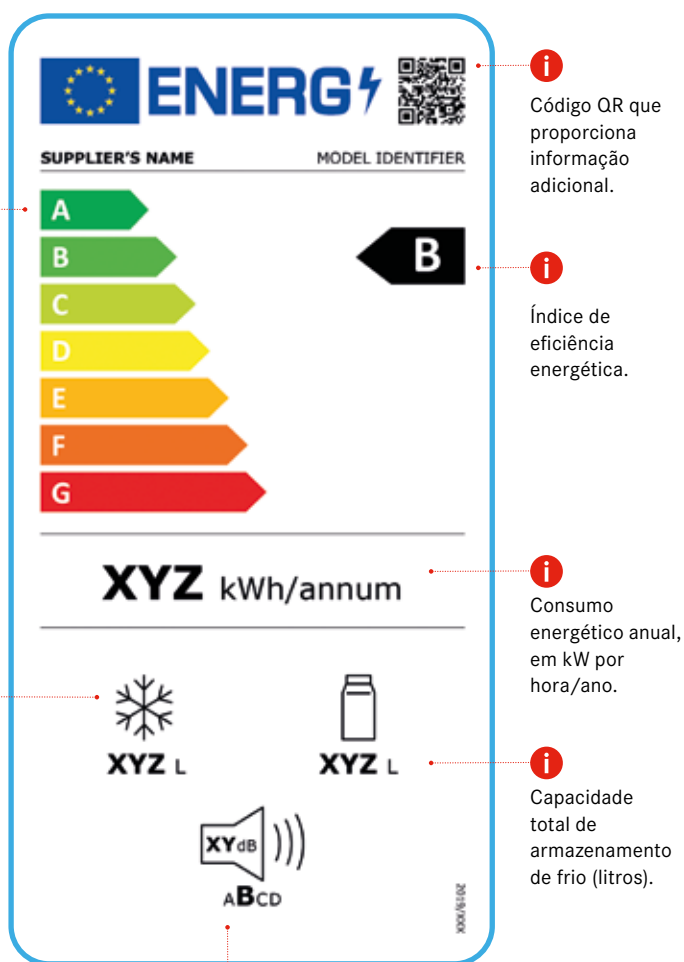 ENERG
SUPPLIER'S NAME MODEL IDENTIFIER
A
B
C
D
E
F
G
B
XYZ kWh/annum
XYZ L
XYZ L
XY dB
ABCD
2019/XXX
i
Código QR que
proporciona
informação
adicional.
i
Índice de
eficiência
energética.
i
Consumo
energético anual,
em kW por
hora/ano.
i
Capacidade
total de
armazenamento
de frio (litros).